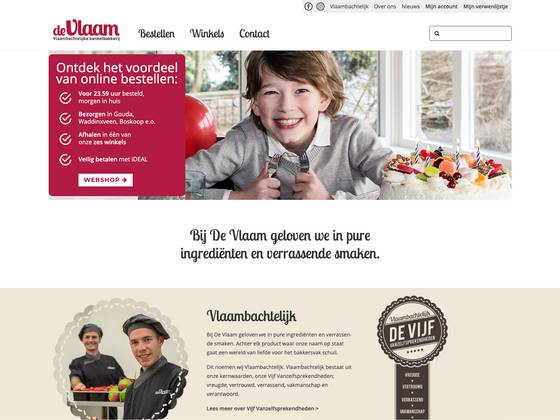 Vlaambachtelijk Over ons Nieuws Mijn account Mijn verwenlijstje
de Vlaam
Vlaambachtelijke banketbakkerij
Bestellen Winkels Contact
Ontdek het voordeel
van online bestellen:
Voor 23.59 uur besteld,
morgen in huis
Bezorgen in Gouda,
Waddinxveen, Boskoop e.o.
Afhalen in één van
onze zes winkels
Veilig betalen met iDEAL
WEBSHOP →
Bij De Vlaam geloven we in pure
ingrediënten en verrassende smaken.
Vlaambachtelijk
Bij De Vlaam geloven we in pure ingrediënten en verrassen-
de smaken. Achter elk product waar onze naam op staat
gaat een wereld van liefde voor het bakkersvak schuil.
Dit noemen wij Vlaambachtelijk. Vlaambachtelijk bestaat uit
onze kernwaarden, onze Vijf Vanzelfsprekendheden;
vreugde, vertrouwd, verrassend, vakmanschap en
verantwoord.
Lees meer over Vijf Vanzelfsprekendheden >
Vlaambachtelijk
DE VIJF
VANZELFSPREKENDHEDEN
VREUGDE
VERTROUWD
VERRASSEND
VAKMANSCHAP